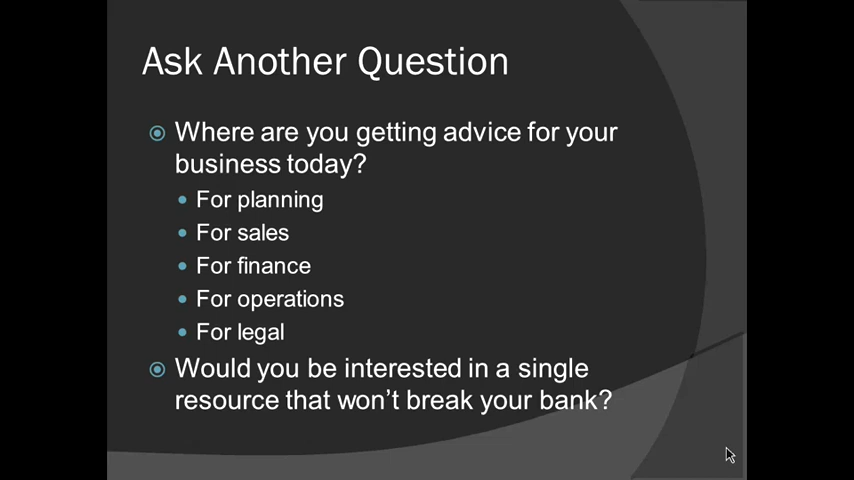 Ask Another Question
Where are you getting advice for your
business today?
For planning
For sales
For finance
For operations
For legal
Would you be interested in a single
resource that won't break your bank?